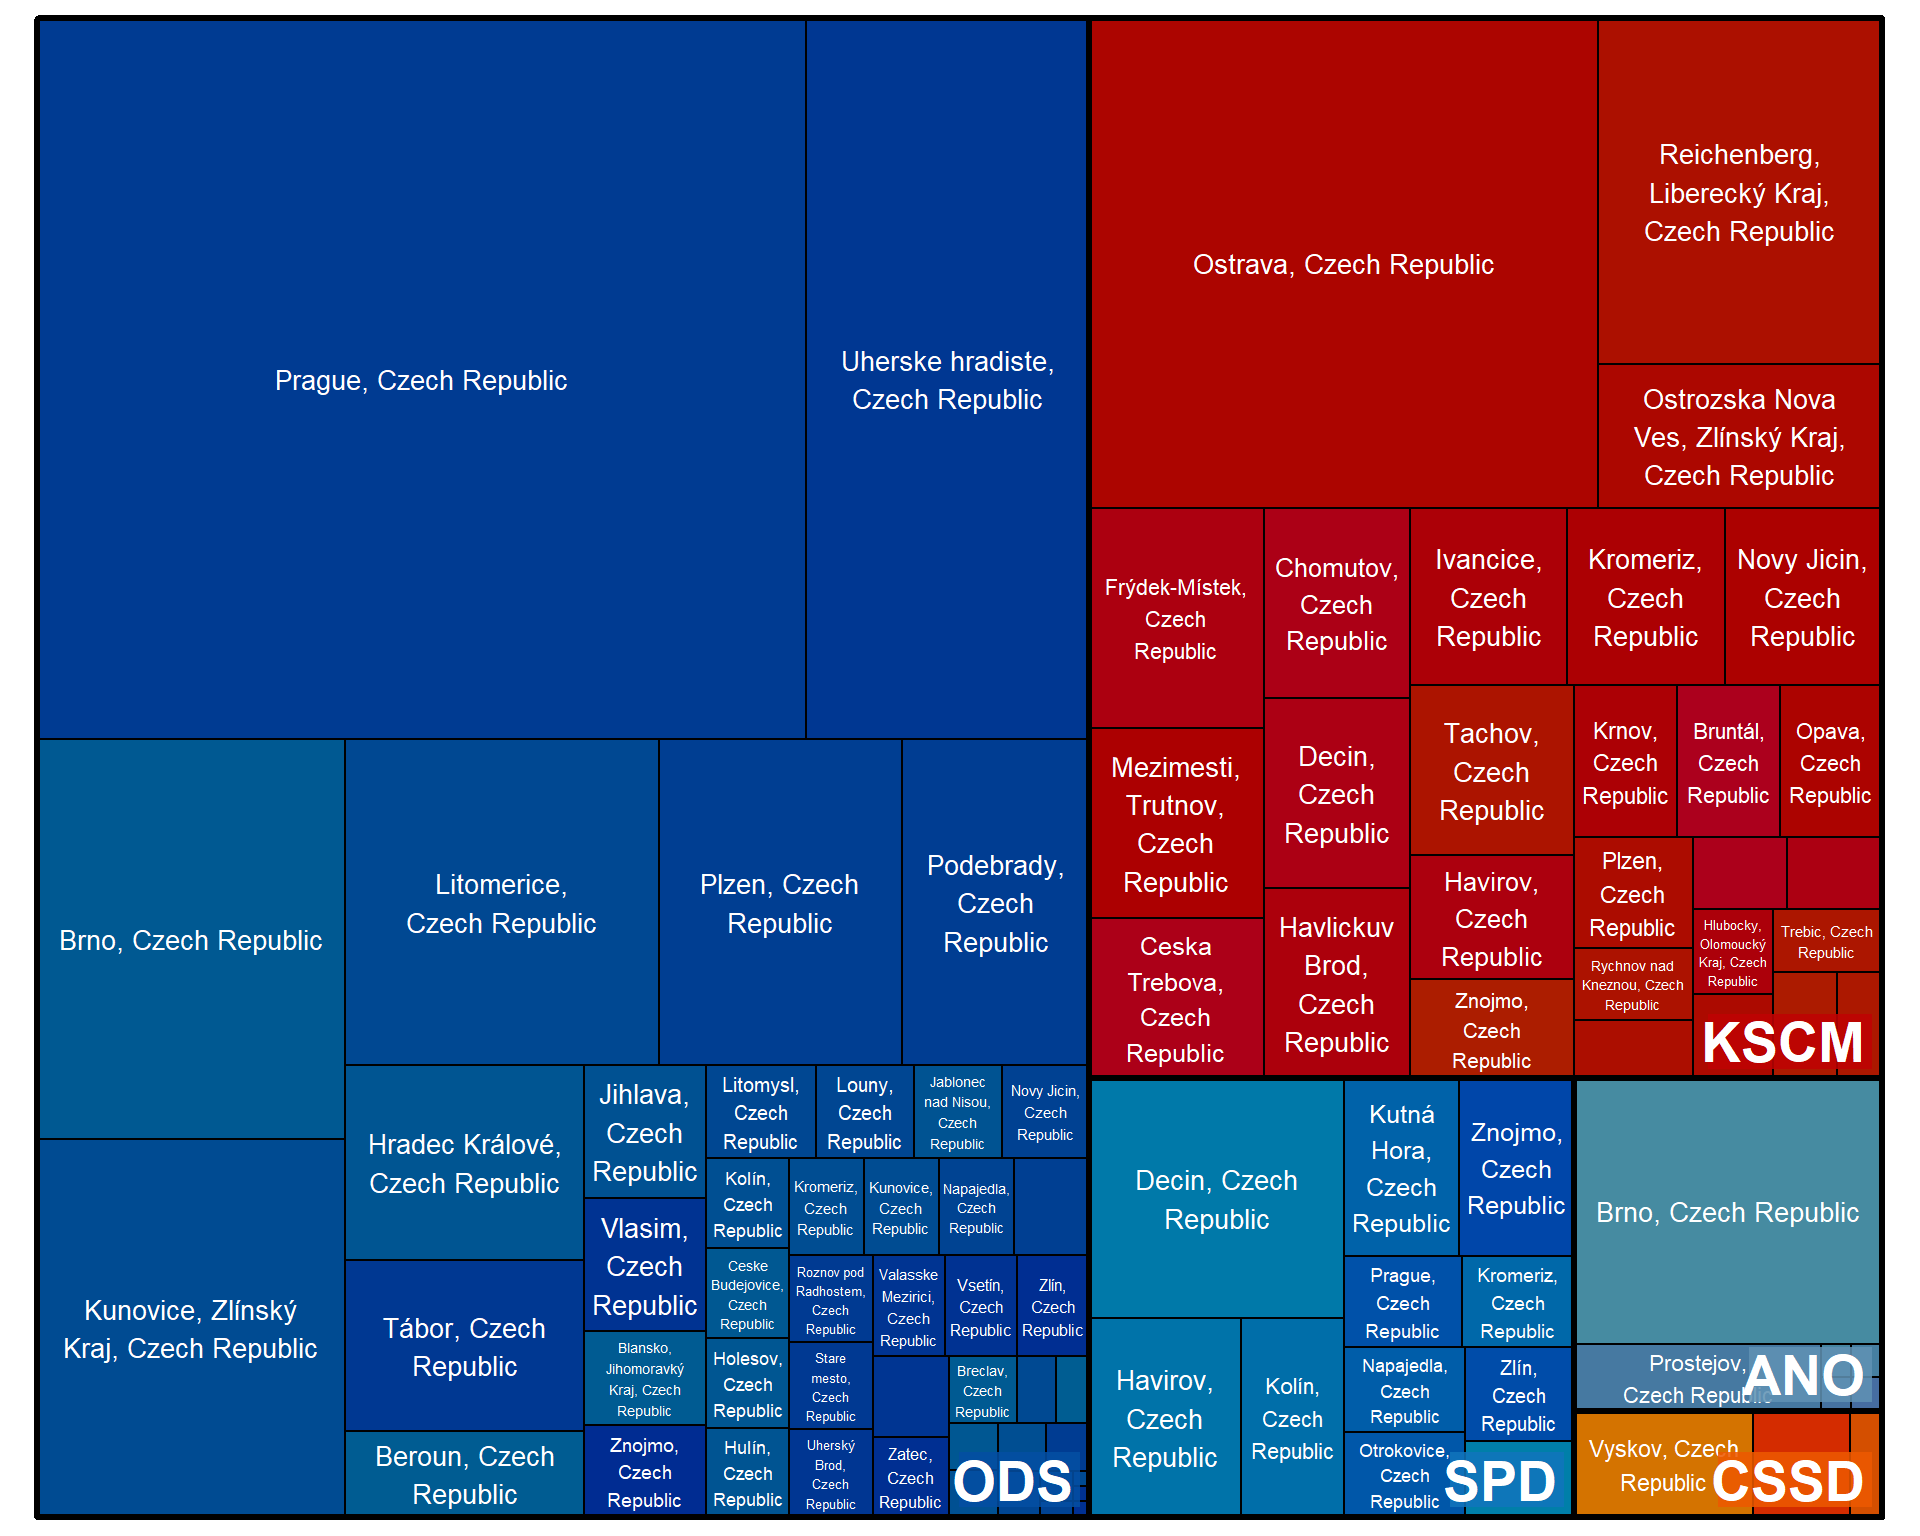 Prague, Czech Republic
Uherske hradiste,
Czech Republic
Brno, Czech Republic
Kunovice, Zlínský
Kraj, Czech Republic
Litomerice,
Czech Republic
Plzen, Czech
Republic
Podebrady,
Czech
Republic
Hradec Králové,
Czech Republic
Tábor, Czech
Republic
Beroun, Czech
Republic
Jihlava,
Czech
Republic
Vlasim,
Czech
Republic
Blansko,
Jihomoravký
Kraj, Czech
Republic
Znojmo,
Czech
Republic
Litomysl,
Czech
Republic
Louny,
Czech
Republic
Jablonec
nad Nisou,
Czech
Republic
Novy Jicin,
Czech
Republic
Kolín,
Czech
Republic
Kromeriz,
Czech
Republic
Kunovice,
Czech
Republic
Napajedla,
Czech
Republic
Ceske
Budejovice,
Czech
Republic
Roznov pod
Radhostem,
Czech
Republic
Valasske
Mezirici,
Czech
Republic
Vsetín,
Czech
Republic
Zlín,
Czech
Republic
Holesov,
Czech
Republic
Stare
mesto,
Czech
Republic
Breclav,
Czech
Republic
Hulín,
Czech
Republic
Uherský
Brod,
Czech
Republic
Zatec,
Czech
Republic
ODS
Ostrava, Czech Republic
Reichenberg,
Liberecký Kraj,
Czech Republic
Ostrozska Nova
Ves, Zlínský Kraj,
Czech Republic
Frýdek-Místek,
Czech
Republic
Chomutov,
Czech
Republic
Ivancice,
Czech
Republic
Kromeriz,
Czech
Republic
Novy Jicin,
Czech
Republic
Mezimesti,
Trutnov,
Czech
Republic
Decin,
Czech
Republic
Tachov,
Czech
Republic
Krnov,
Czech
Republic
Bruntál,
Czech
Republic
Opava,
Czech
Republic
Ceska
Trebova,
Czech
Republic
Havlickuv
Brod,
Czech
Republic
Havirov,
Czech
Republic
Znojmo,
Czech
Republic
Plzen,
Czech
Republic
Rychnov nad
Kneznou, Czech
Republic
Hlubocky,
Olomoucký
Kraj, Czech
Republic
Trebic, Czech
Republic
KSCM
Decin, Czech
Republic
Havirov,
Czech
Republic
Kolín,
Czech
Republic
Kutná
Hora,
Czech
Republic
Znojmo,
Czech
Republic
Prague,
Czech
Republic
Kromeriz,
Czech
Republic
Napajedla,
Czech
Republic
Zlín,
Czech
Republic
Otrokovice,
Czech
Republic
SPD
Brno, Czech Republic
Prostejov,
Czech Republic
ANO
Vyskov, Czech
Republic
CSSD